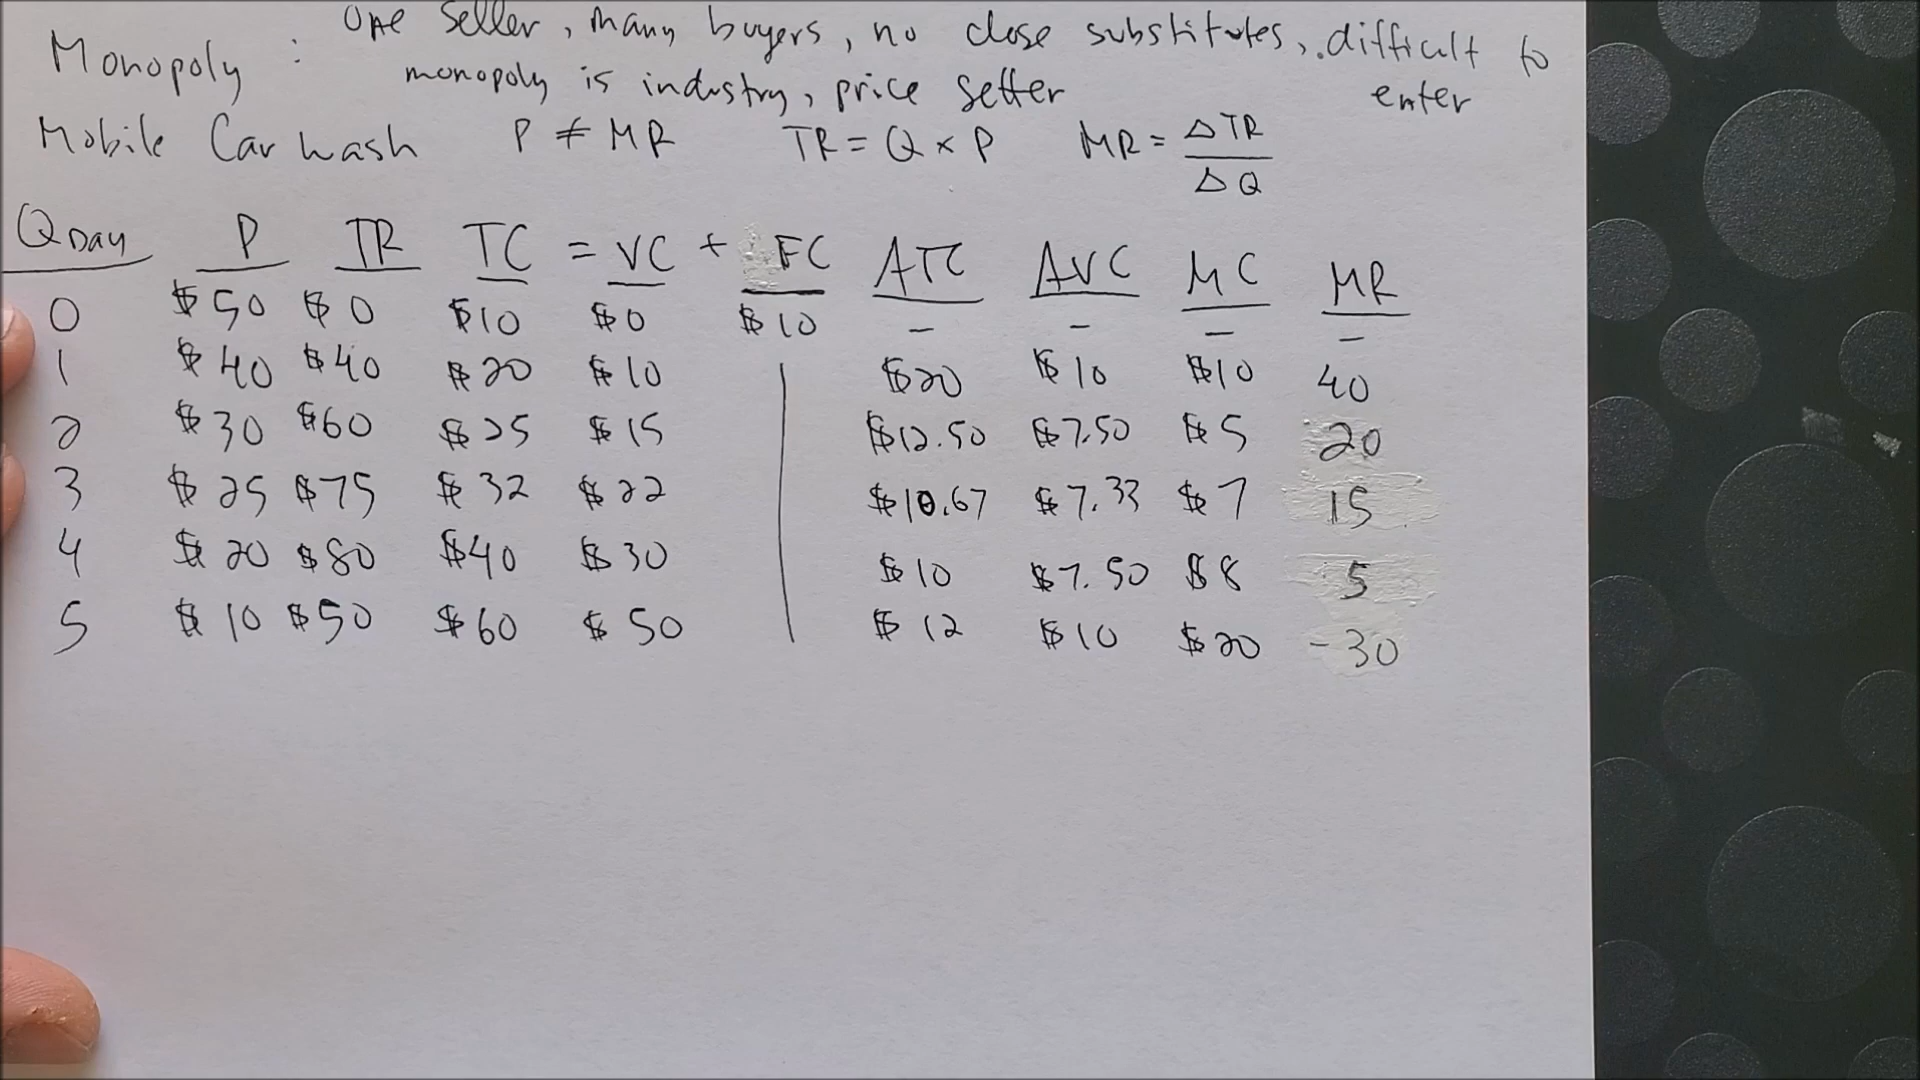 Monopoly : one seller, many buyers, no close substitutes, difficult to enter
monopoly is industry, price setter
Mobile Car wash P ≠ MR TR = Q × P MR = ΔTR / ΔQ
Q Day P TR TC = VC + FC ATC AVC MC MR
0 $50 $0 $10 $0 $10 - - - -
1 $40 $40 $20 $10 $20 $10 $10 40
2 $30 $60 $25 $15 $12.50 $7.50 $5 20
3 $25 $75 $32 $22 $10.67 $7.33 $7 15
4 $20 $80 $40 $30 $10 $7.50 $8 5
5 $10 $50 $60 $50 $12 $10 $20 -30